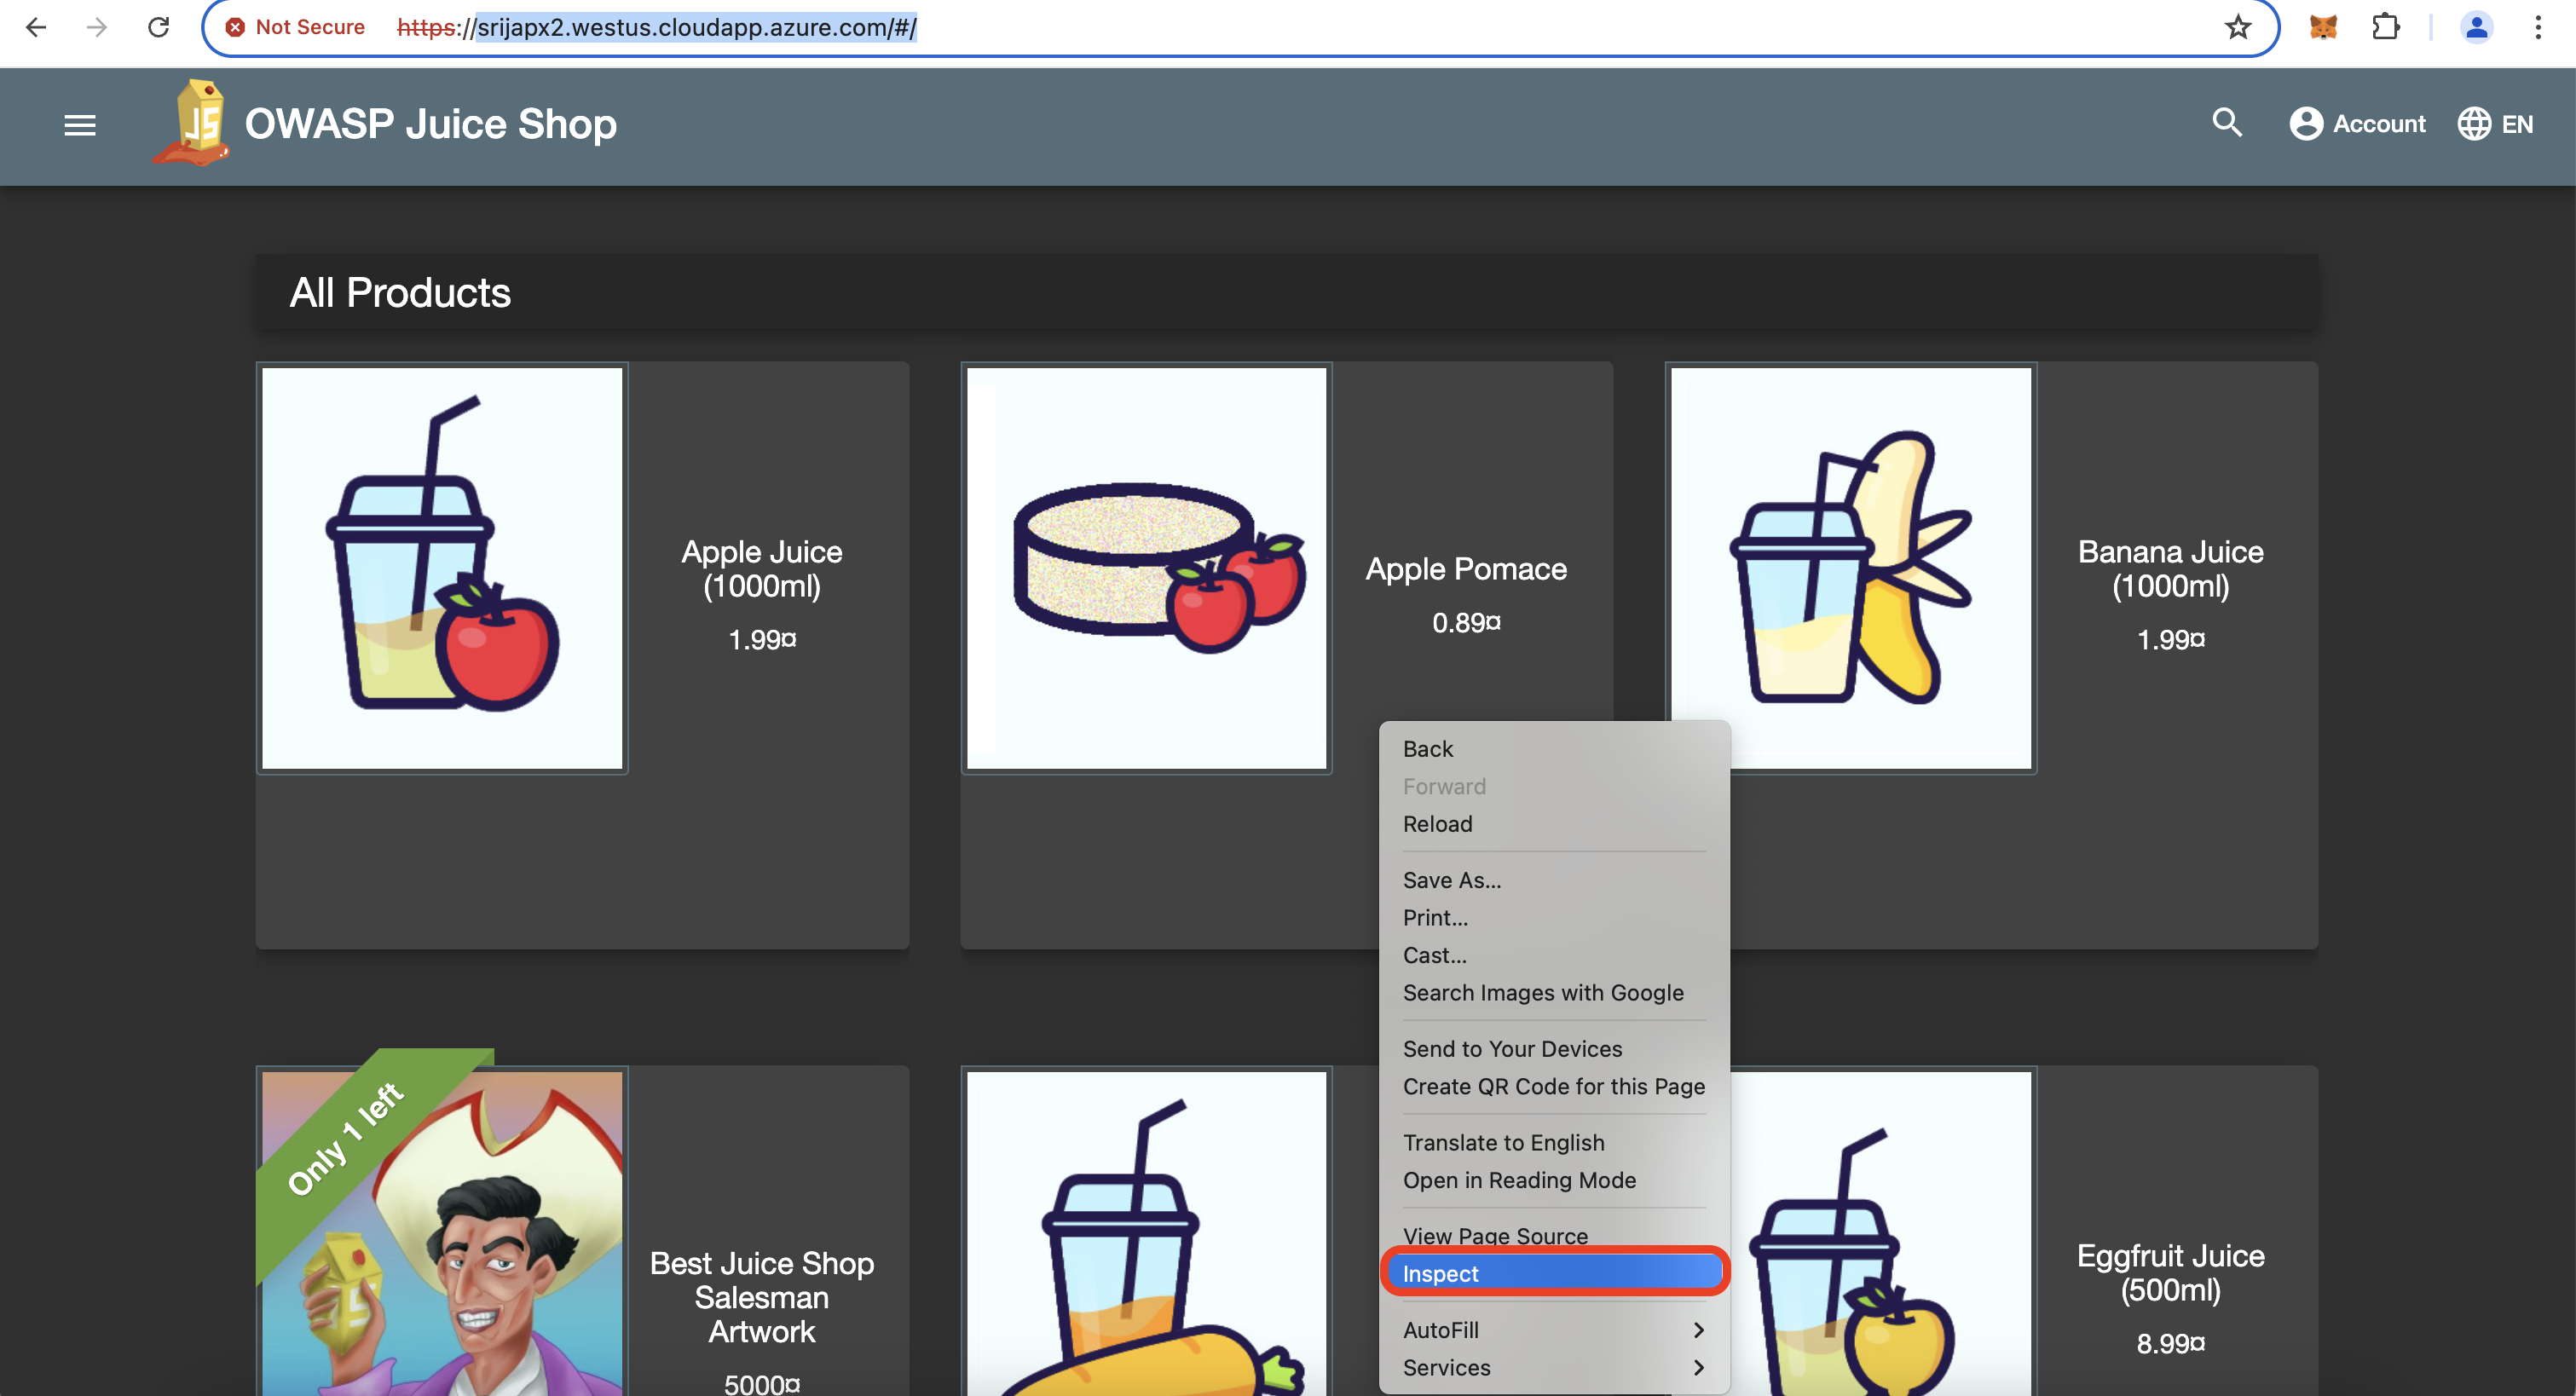 Not Secure https://srijapx2.westus.cloudapp.azure.com/#/
OWASP Juice Shop
Account
EN
All Products
Apple Juice
(1000ml)
1.99¤
Apple Pomace
0.89¤
Banana Juice
(1000ml)
1.99¤
Back
Forward
Reload
Save As...
Print...
Cast...
Search Images with Google
Send to Your Devices
Create QR Code for this Page
Translate to English
Open in Reading Mode
View Page Source
Inspect
AutoFill
Services
Only 1 left
Best Juice Shop
Salesman
Artwork
5000¤
Eggfruit Juice
(500ml)
8.99¤
JS